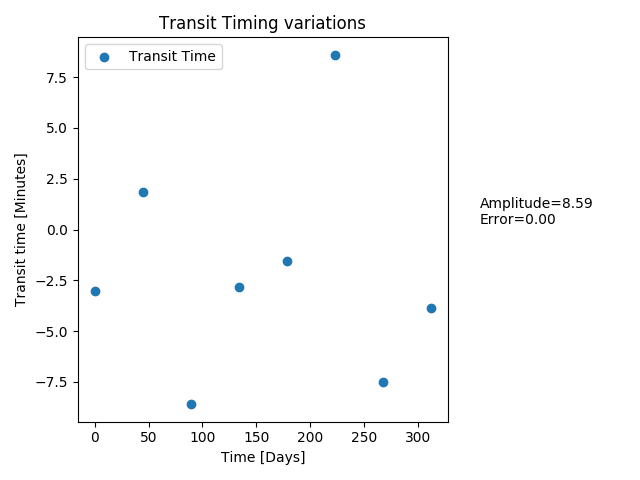 Transit Timing variations
Transit Time
7.5
5.0
2.5
0.0
−2.5
−5.0
−7.5
Transit time [Minutes]
0
50
100
150
200
250
300
Time [Days]
Amplitude=8.59
Error=0.00